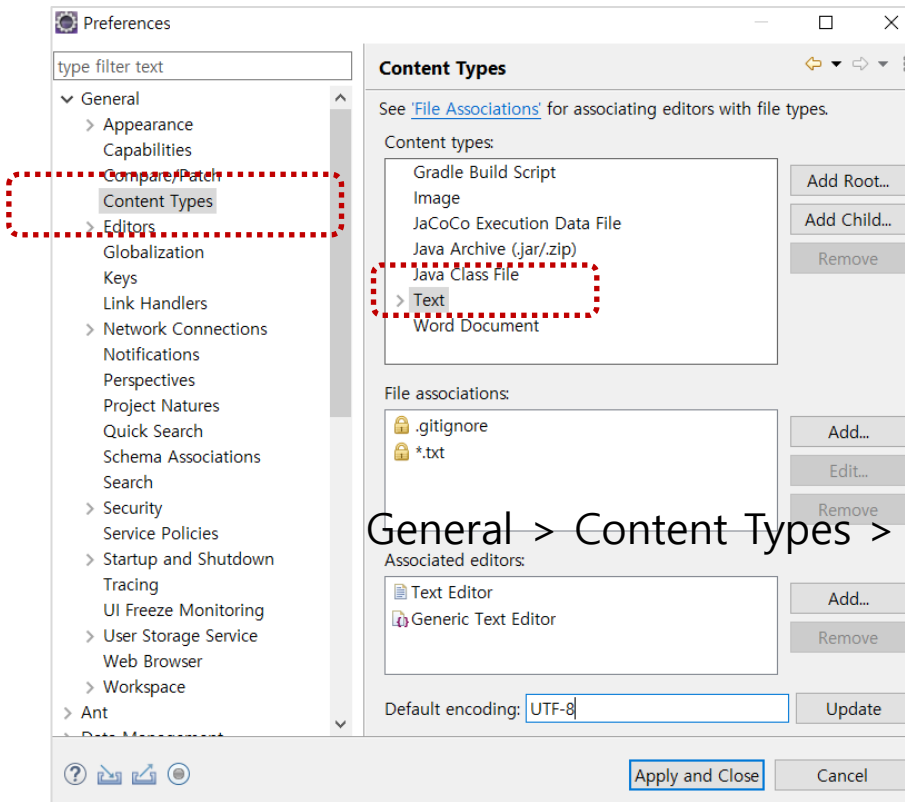 Preferences
type filter text
General
Appearance
Capabilities
Compare/Patch
Content Types
Editors
Globalization
Keys
Link Handlers
Network Connections
Notifications
Perspectives
Project Natures
Quick Search
Schema Associations
Search
Security
Service Policies
Startup and Shutdown
Tracing
UI Freeze Monitoring
User Storage Service
Web Browser
Workspace
Ant
Data Management
Content Types
See 'File Associations' for associating editors with file types.
Content types:
Gradle Build Script
Image
JaCoCo Execution Data File
Java Archive (.jar/.zip)
Java Class File
Text
Word Document
Add Root...
Add Child...
Remove
File associations:
.gitignore
*.txt
Add...
Edit...
Remove
General > Content Types >
Associated editors:
Text Editor
Generic Text Editor
Add...
Remove
Default encoding: UTF-8
Update
Apply and Close
Cancel